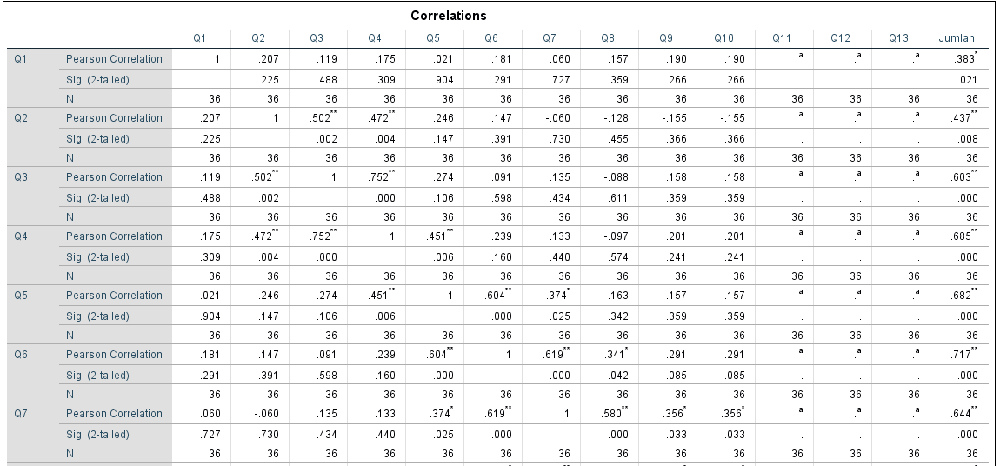 Correlations
Q1 Q2 Q3 Q4 Q5 Q6 Q7 Q8 Q9 Q10 Q11 Q12 Q13 Jumlah
Q1 Pearson Correlation 1 .207 .119 .175 .021 .181 .060 .157 .190 .190 .a .a .a .383*
Sig. (2-tailed) .225 .488 .309 .904 .291 .727 .359 .266 .266 . . . .021
N 36 36 36 36 36 36 36 36 36 36 36 36 36 36
Q2 Pearson Correlation .207 1 .502** .472** .246 .147 -.060 -.128 -.155 -.155 .a .a .a .437**
Sig. (2-tailed) .225 .002 .004 .147 .391 .730 .455 .366 .366 . . . .008
N 36 36 36 36 36 36 36 36 36 36 36 36 36 36
Q3 Pearson Correlation .119 .502** 1 .752** .274 .091 .135 -.088 .158 .158 .a .a .a .603**
Sig. (2-tailed) .488 .002 .000 .106 .598 .434 .611 .359 .359 . . . .000
N 36 36 36 36 36 36 36 36 36 36 36 36 36 36
Q4 Pearson Correlation .175 .472** .752** 1 .451** .239 .133 -.097 .201 .201 .a .a .a .685**
Sig. (2-tailed) .309 .004 .000 .006 .160 .440 .574 .241 .241 . . . .000
N 36 36 36 36 36 36 36 36 36 36 36 36 36 36
Q5 Pearson Correlation .021 .246 .274 .451** 1 .604** .374* .163 .157 .157 .a .a .a .682**
Sig. (2-tailed) .904 .147 .106 .006 .000 .025 .342 .359 .359 . . . .000
N 36 36 36 36 36 36 36 36 36 36 36 36 36 36
Q6 Pearson Correlation .181 .147 .091 .239 .604** 1 .619** .341* .291 .291 .a .a .a .717**
Sig. (2-tailed) .291 .391 .598 .160 .000 .000 .042 .085 .085 . . . .000
N 36 36 36 36 36 36 36 36 36 36 36 36 36 36
Q7 Pearson Correlation .060 -.060 .135 .133 .374* .619** 1 .580** .356* .356* .a .a .a .644**
Sig. (2-tailed) .727 .730 .434 .440 .025 .000 .000 .033 .033 . . . .000
N 36 36 36 36 36 36 36 36 36 36 36 36 36 36